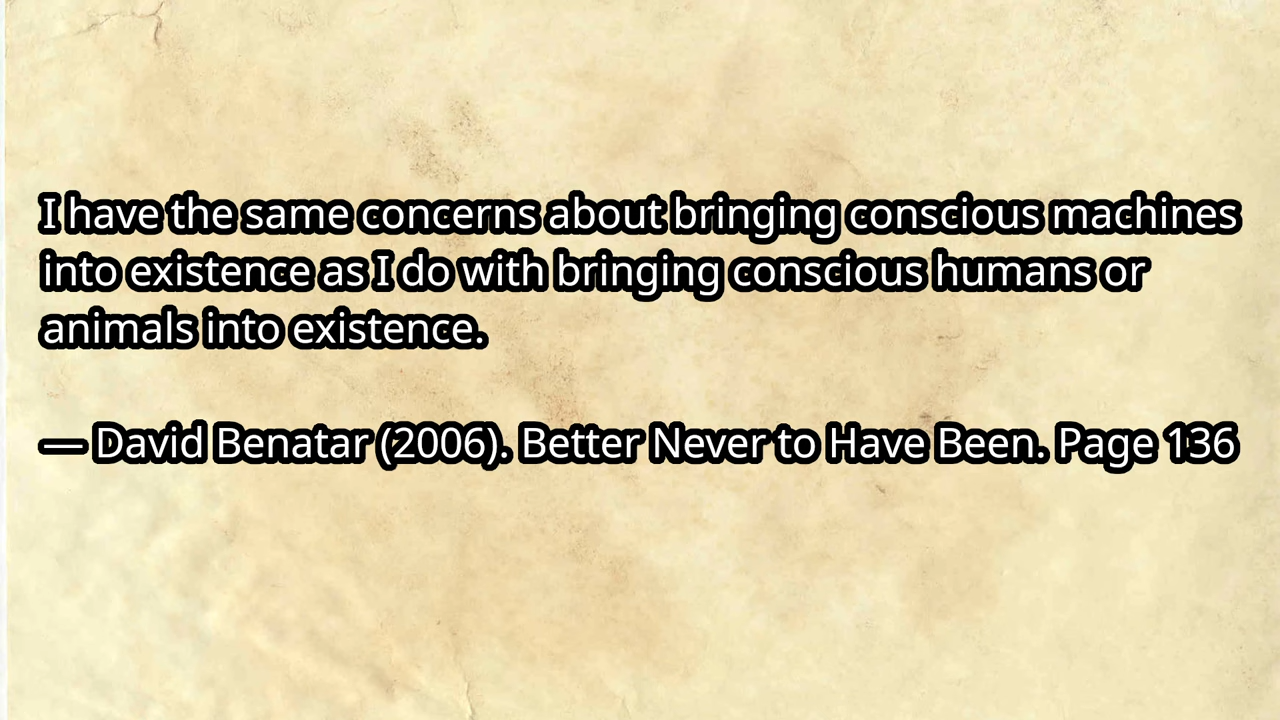 I have the same concerns about bringing conscious machines
into existence as I do with bringing conscious humans or
animals into existence.
— David Benatar (2006). Better Never to Have Been. Page 136